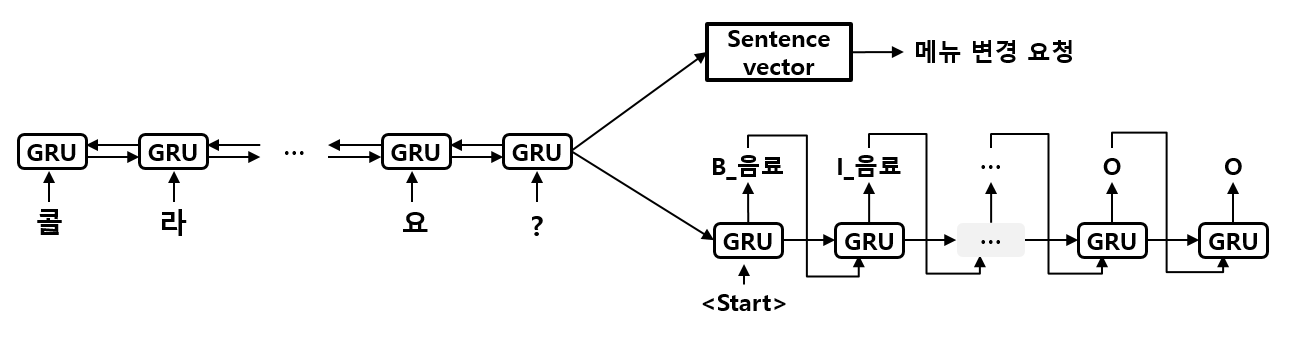 Sentence
vector
메뉴 변경 요청
GRU GRU ... GRU GRU
콜 라 요 ?
B_음료 I_음료 ... O O
GRU GRU ... GRU GRU
<Start>